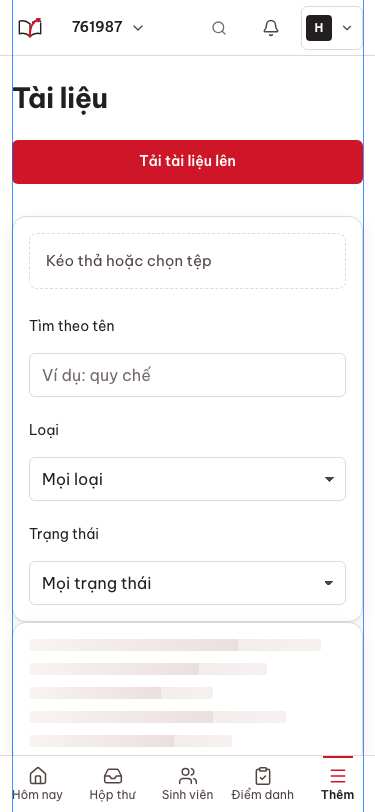 761987
H
Tài liệu
Tải tài liệu lên
Kéo thả hoặc chọn tệp
Tìm theo tên
Ví dụ: quy chế
Loại
Mọi loại
Trạng thái
Mọi trạng thái
Hôm nay
Hộp thư
Sinh viên
Điểm danh
Thêm